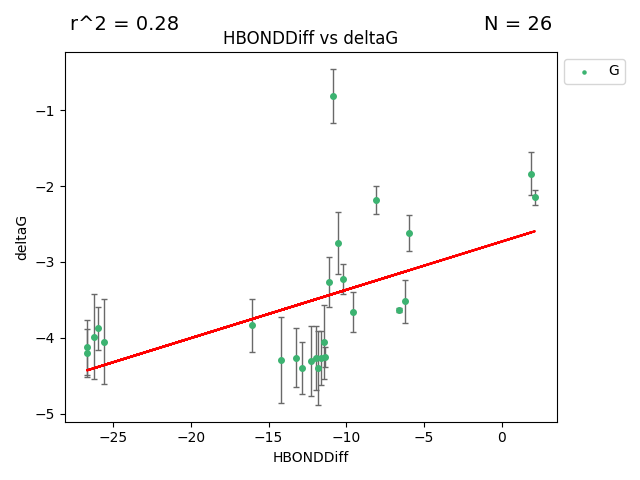 r^2 = 0.28
N = 26
HBONDDiff vs deltaG
G
−1
−2
−3
−4
−5
deltaG
−25
−20
−15
−10
−5
0
HBONDDiff